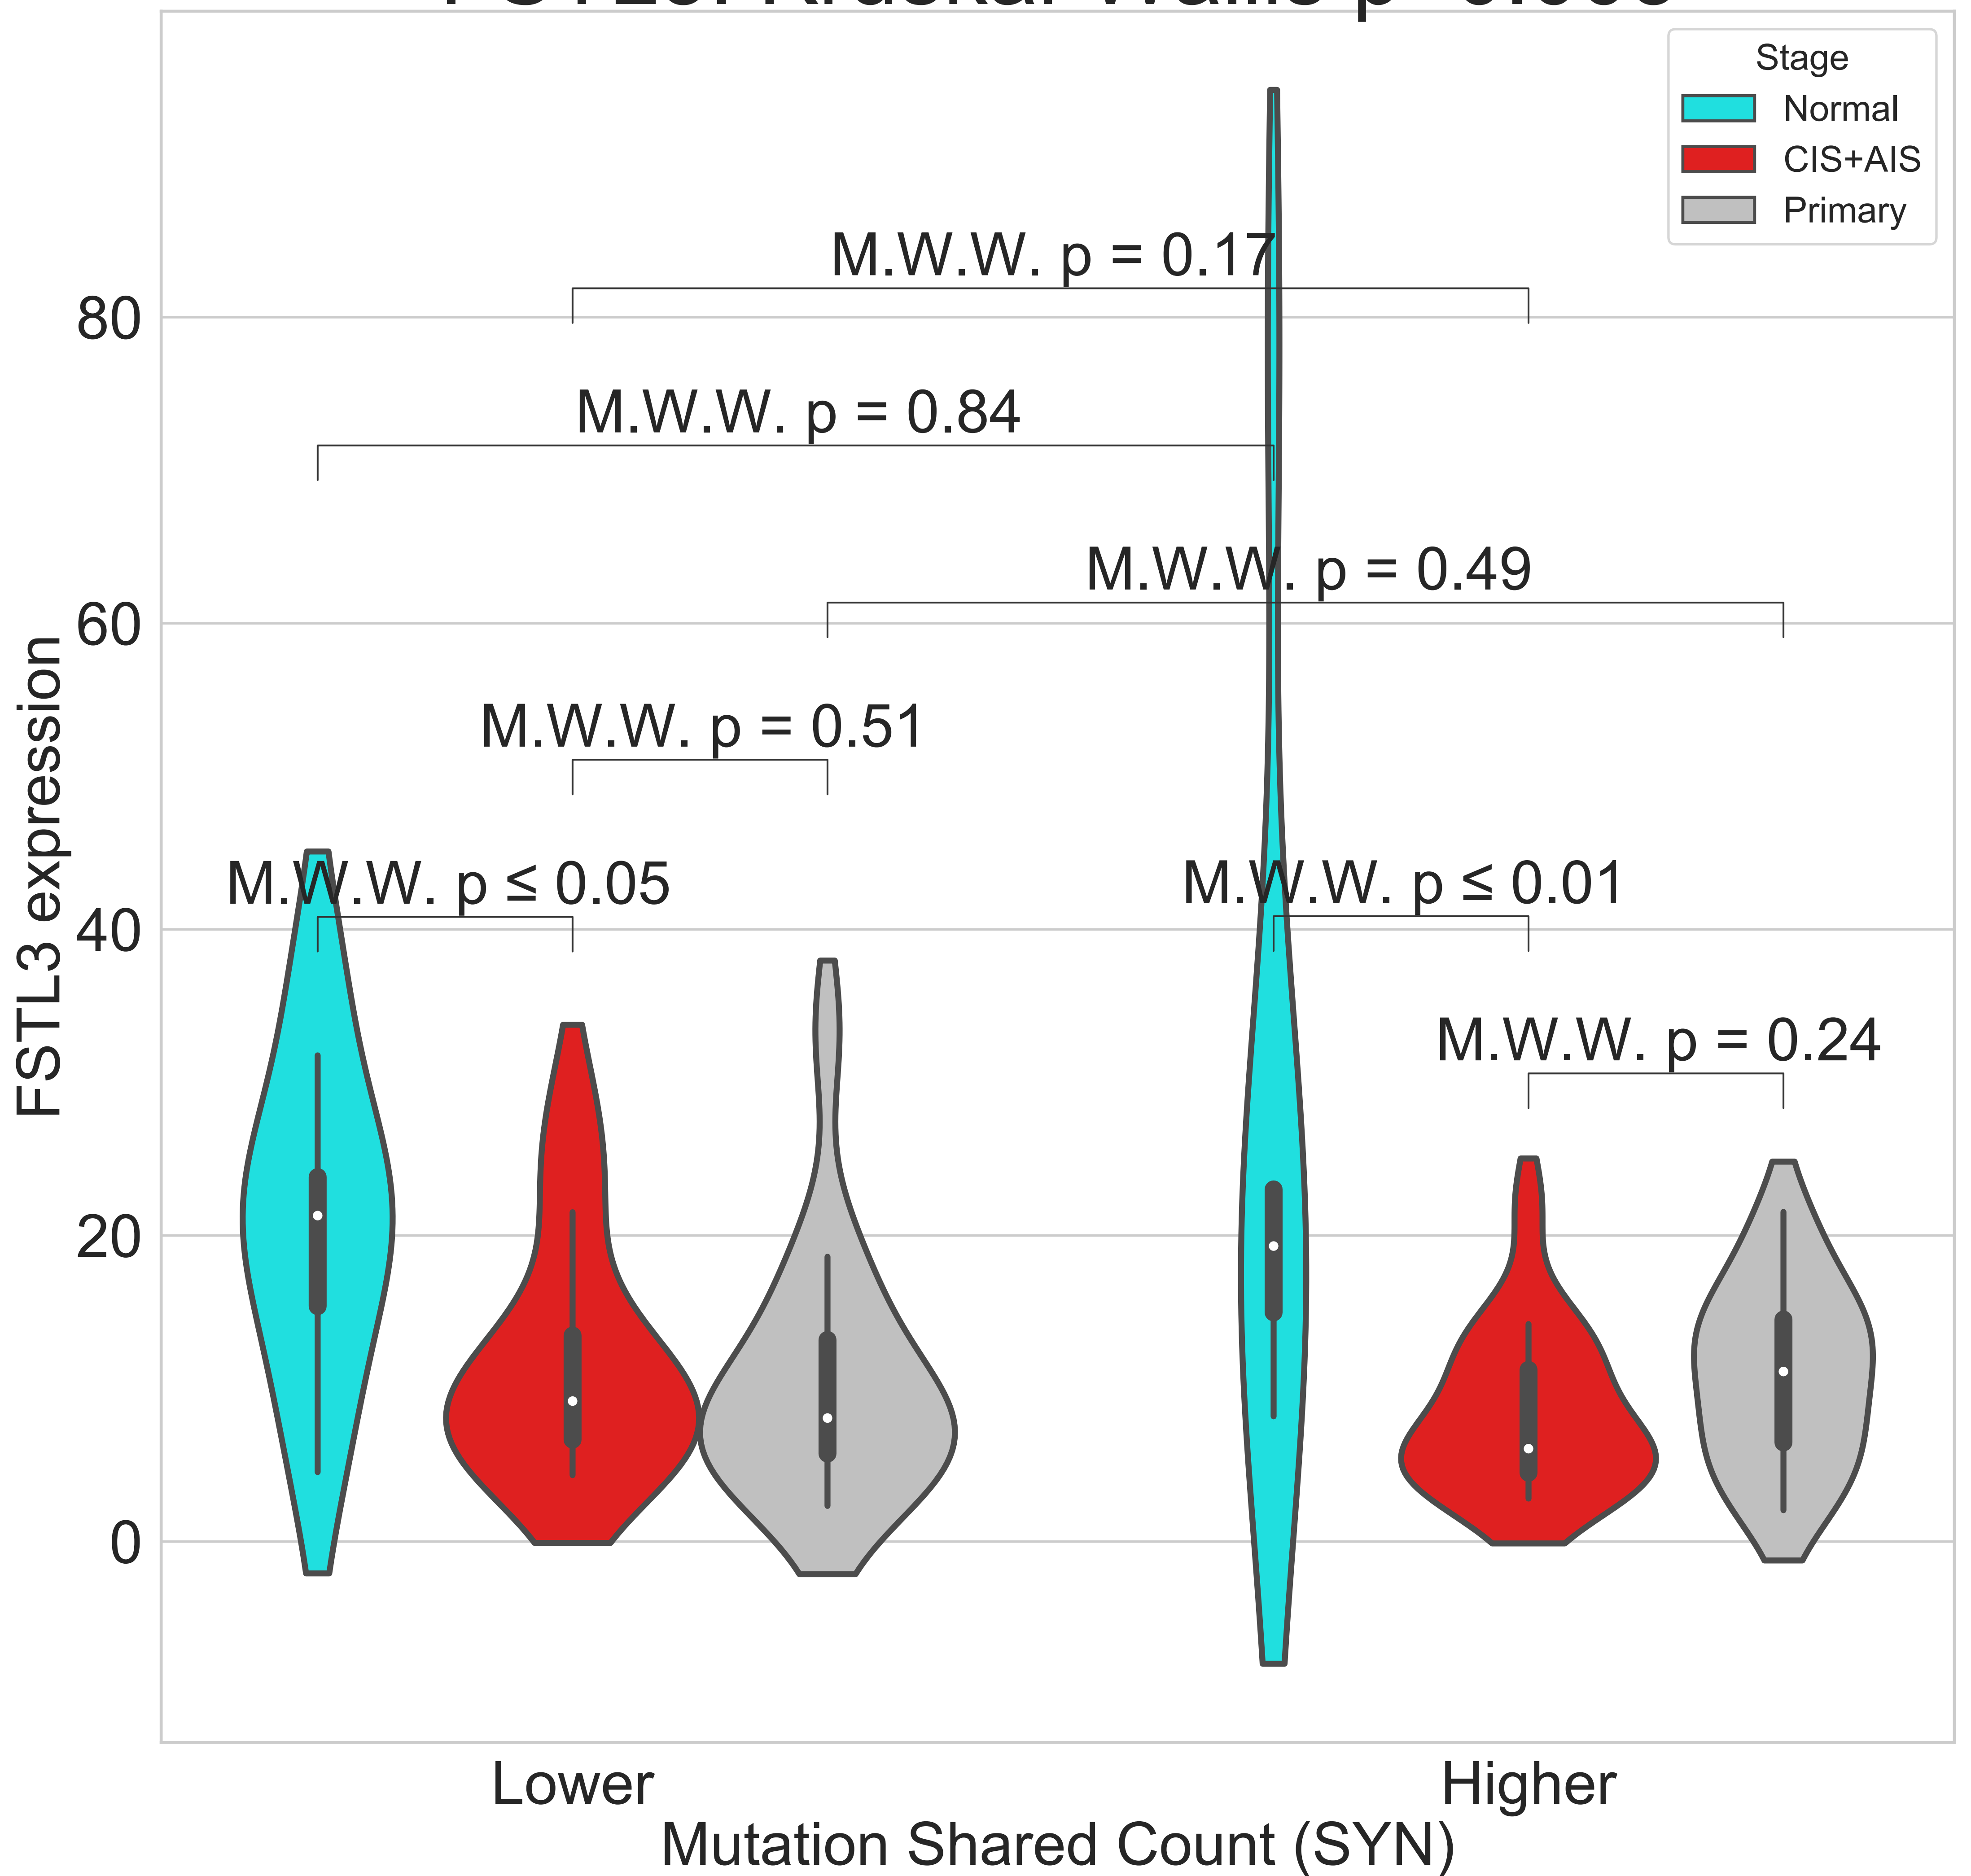 Stage
Normal
CIS+AIS
Primary
M.W.W. p = 0.17
80
M.W.W. p = 0.84
M.W.W. p = 0.49
60
M.W.W. p = 0.51
M.W.W. p ≤ 0.05
M.W.W. p ≤ 0.01
40
M.W.W. p = 0.24
20
0
FSTL3 expression
Lower
Higher
Mutation Shared Count (SYN)